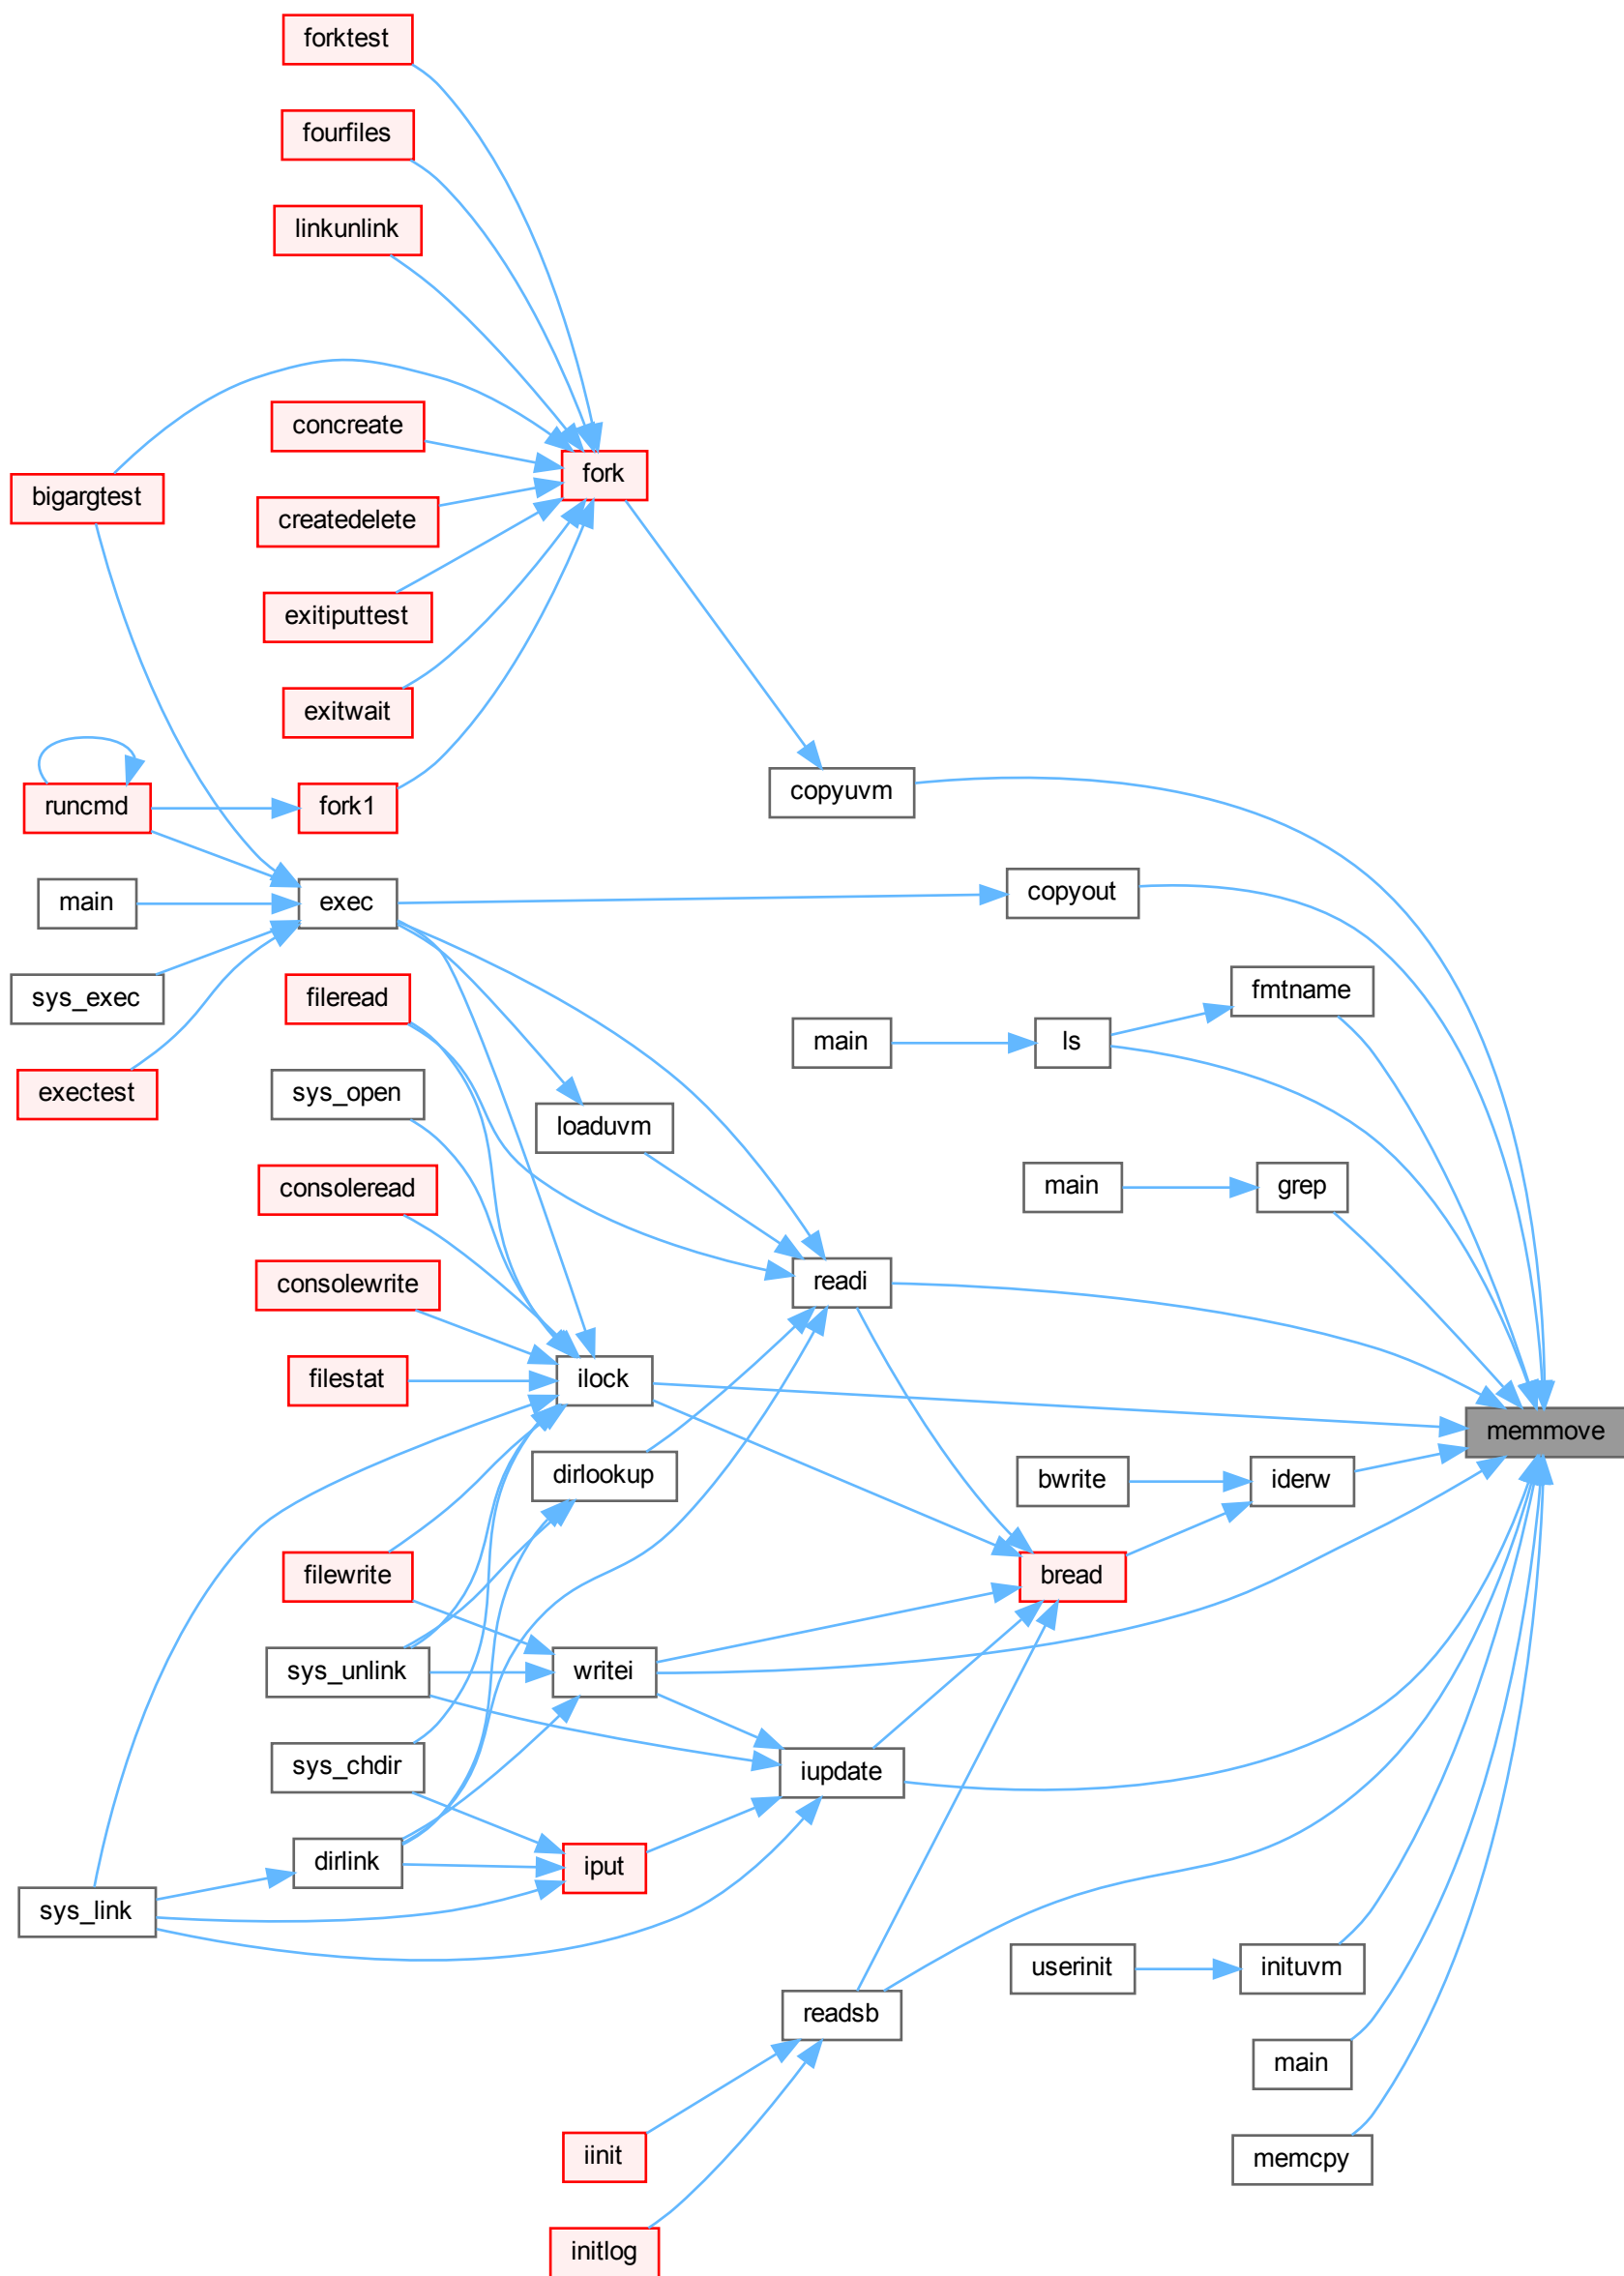 forktest
fourfiles
linkunlink
concreate
fork
bigargtest
createdelete
exitiputtest
exitwait
copyuvm
runcmd
fork1
main
exec
copyout
sys_exec
fileread
fmtname
main
ls
exectest
sys_open
loaduvm
consoleread
main
grep
consolewrite
readi
filestat
ilock
memmove
dirlookup
bwrite
iderw
filewrite
bread
sys_unlink
writei
sys_chdir
iupdate
dirlink
iput
sys_link
userinit
inituvm
readsb
main
iinit
memcpy
initlog